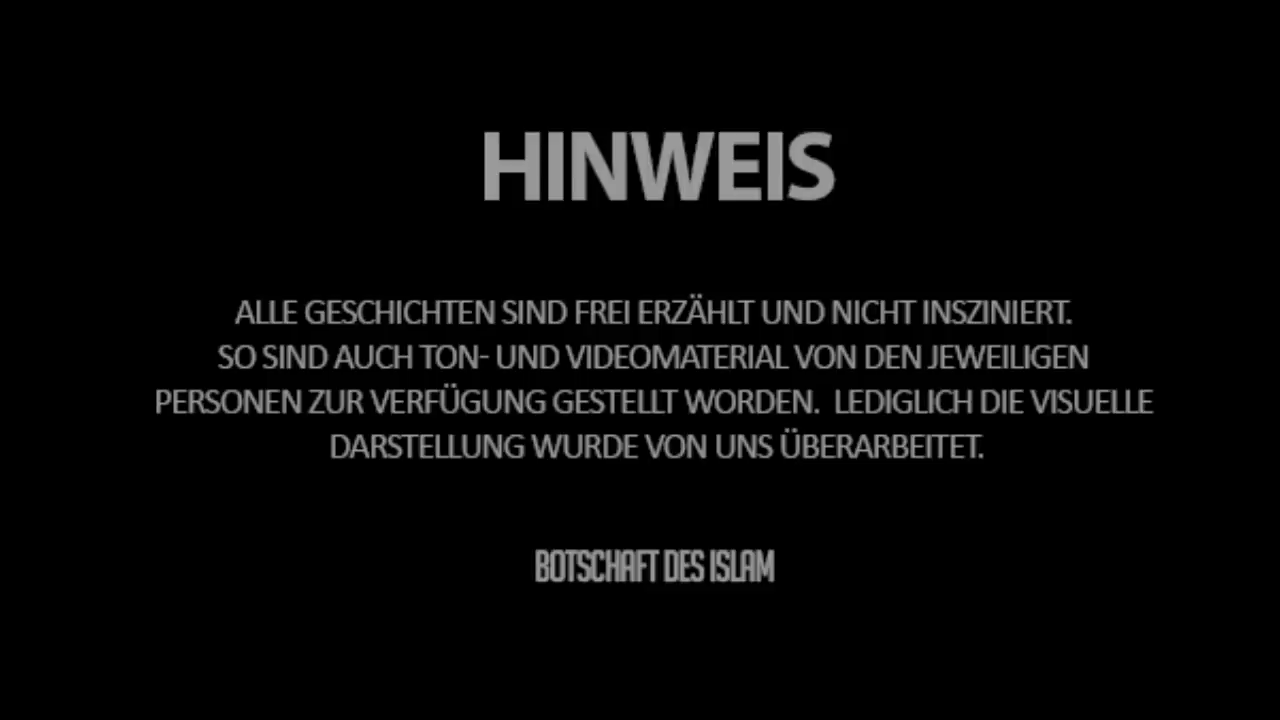 HINWEIS
ALLE GESCHICHTEN SIND FREI ERZÄHLT UND NICHT INSZINIERT.
SO SIND AUCH TON- UND VIDEOMATERIAL VON DEN JEWEILIGEN
PERSONEN ZUR VERFÜGUNG GESTELLT WORDEN. LEDIGLICH DIE VISUELLE
DARSTELLUNG WURDE VON UNS ÜBERARBEITET.
BOTSCHAFT DES ISLAM